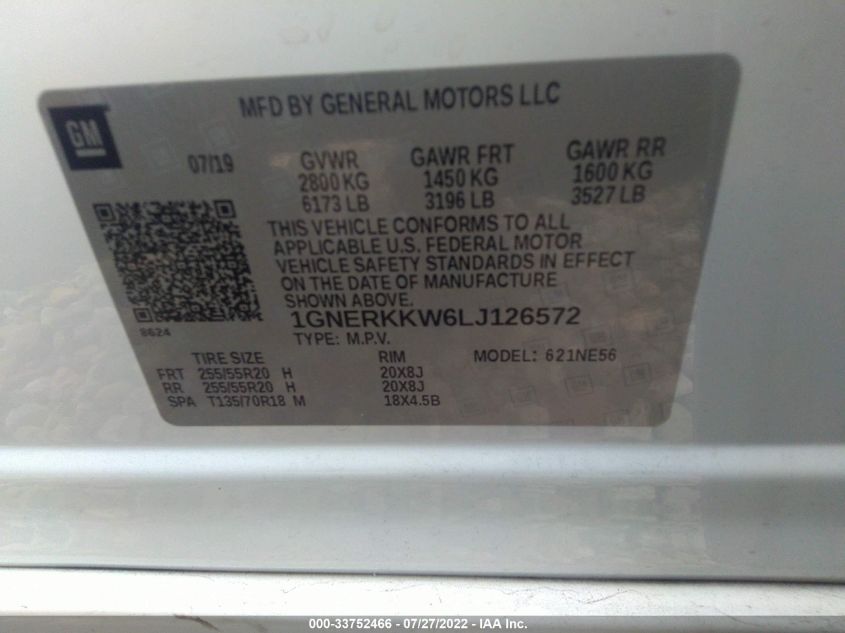 MFD BY GENERAL MOTORS LLC
GM
07/19 GVWR GAWR FRT GAWR RR
2800 KG 1450 KG 1600 KG
6173 LB 3196 LB 3527 LB
THIS VEHICLE CONFORMS TO ALL
APPLICABLE U.S. FEDERAL MOTOR
VEHICLE SAFETY STANDARDS IN EFFECT
ON THE DATE OF MANUFACTURE
SHOWN ABOVE.
8624
1GNERKKW6LJ126572
TYPE: M.P.V.
TIRE SIZE RIM MODEL: 621NE56
FRT 255/55R20 H 20X8J
RR 255/55R20 H 20X8J
SPA T135/70R18 M 18X4.5B
000-33752466 - 07/27/2022 - IAA Inc.